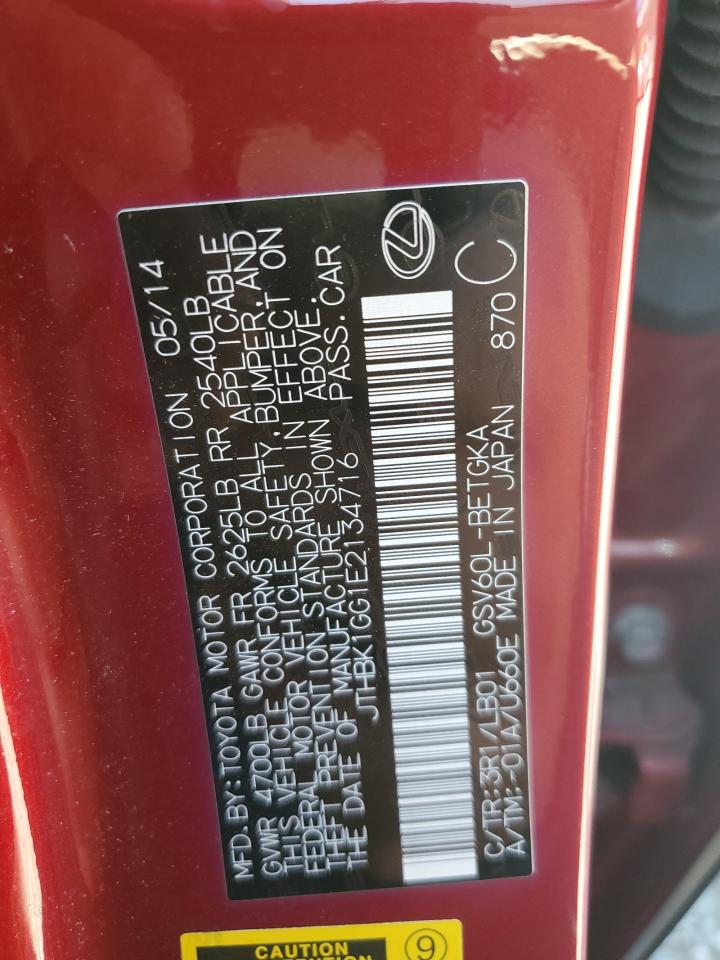 MFD.BY:TOYOTA MOTOR CORPORATION 05/14
GVWR 4700LB GAWR FR 2625LB RR 2540LB
THIS VEHICLE CONFORMS TO ALL APPLICABLE
FEDERAL MOTOR VEHICLE SAFETY, BUMPER, AND
THEFT PREVENTION STANDARDS IN EFFECT ON
THE DATE OF MANUFACTURE SHOWN ABOVE.
JTHBK1GG1E2134716 PASS.CAR
C/TR:3R1/LB01 GSV60L-BETGKA
A/TM:-01A/U660E MADE IN JAPAN 870 C
CAUTION 9